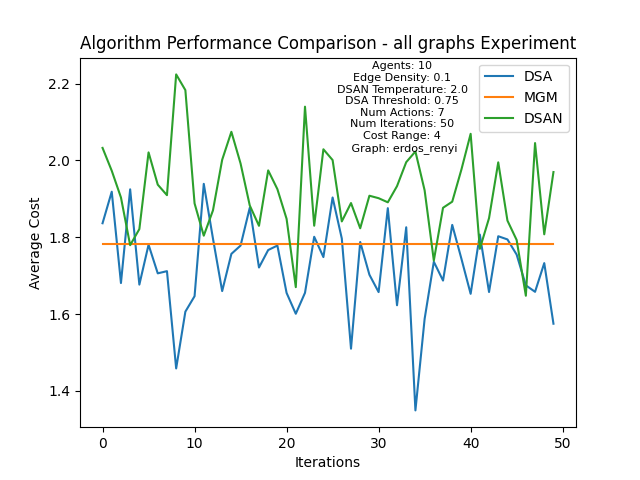 Algorithm Performance Comparison - all graphs Experiment
Agents: 10
Edge Density: 0.1
DSAN Temperature: 2.0
DSA Threshold: 0.75
Num Actions: 7
Num Iterations: 50
Cost Range: 4
Graph: erdos_renyi
DSA
MGM
DSAN
2.2
2.0
1.8
1.6
1.4
Average Cost
0 10 20 30 40 50
Iterations